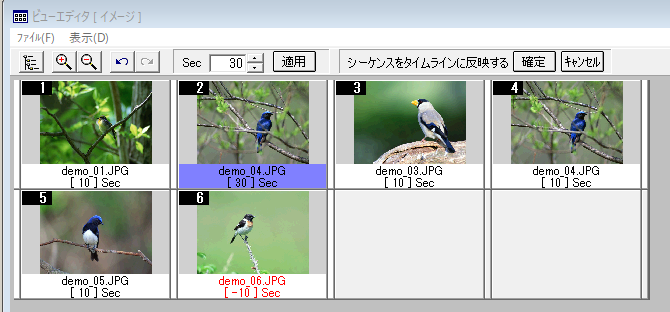 ビューエディタ [ イメージ ]
ファイル(F) 表示(D)
Sec 30 適用 シーケンスをタイムラインに反映する 確定 キャンセル
1 2 3 4
demo_01.JPG demo_04.JPG demo_03.JPG demo_04.JPG
[ 10 ] Sec [ 30 ] Sec [ 10 ] Sec [ 10 ] Sec
5 6
demo_05.JPG demo_06.JPG
[ 10 ] Sec [ -10 ] Sec